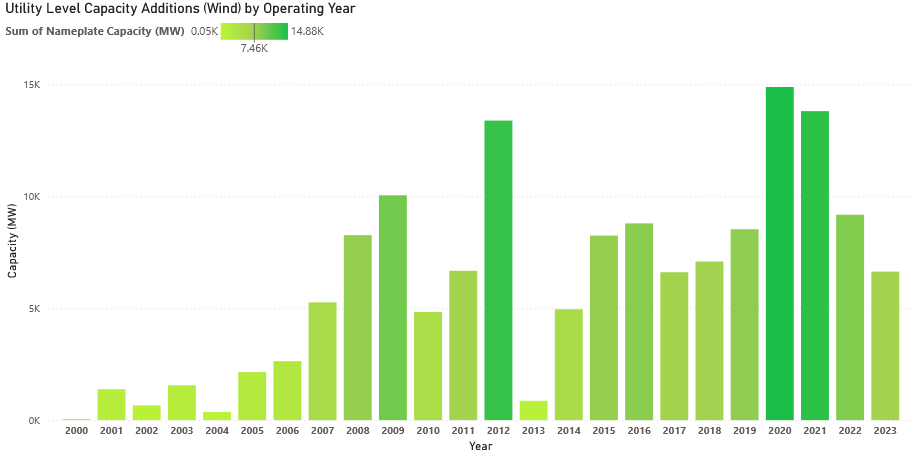 Utility Level Capacity Additions (Wind) by Operating Year
Sum of Nameplate Capacity (MW) 0.05K 14.88K
7.46K
15K
10K
5K
0K
Capacity (MW)
2000 2001 2002 2003 2004 2005 2006 2007 2008 2009 2010 2011 2012 2013 2014 2015 2016 2017 2018 2019 2020 2021 2022 2023
Year